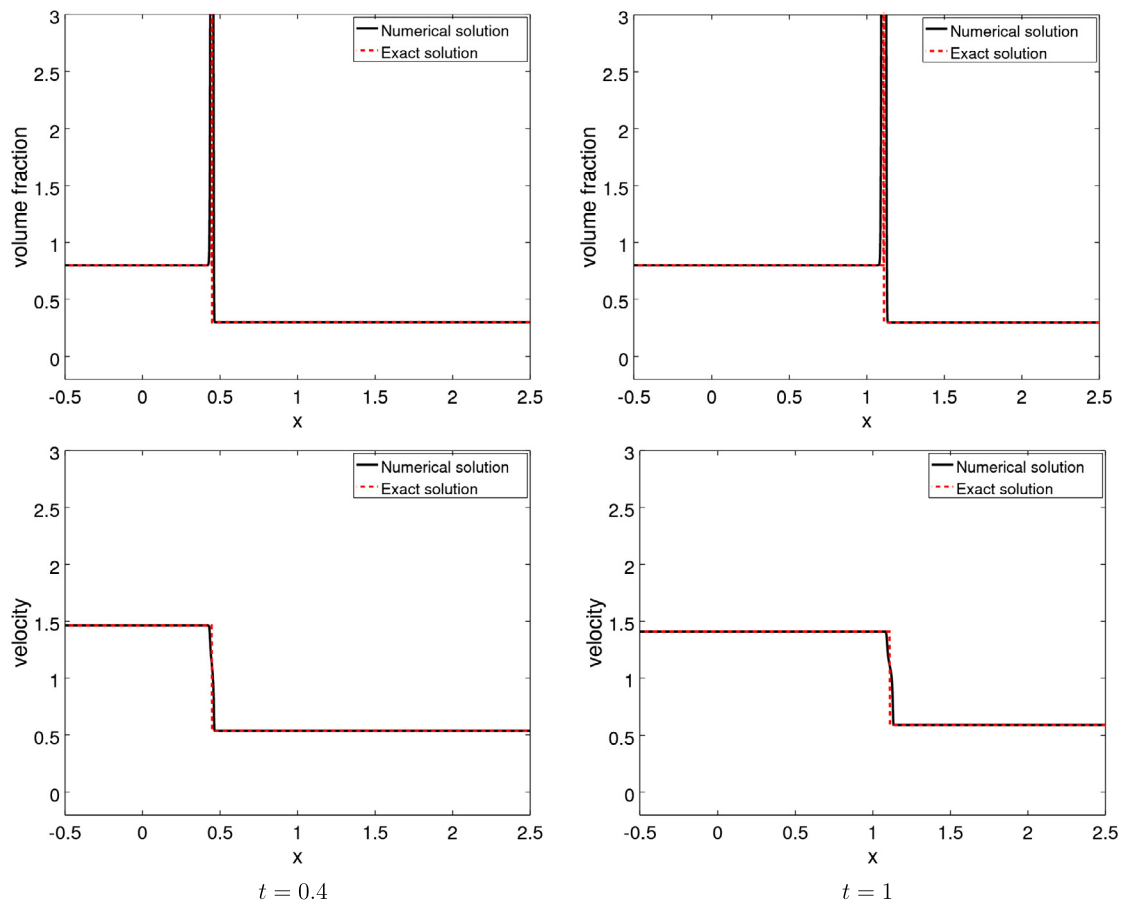 3
2.5
2
1.5
1
0.5
0
volume fraction
Numerical solution
Exact solution
-0.5 0 0.5 1 1.5 2 2.5
x
3
2.5
2
1.5
1
0.5
0
volume fraction
Numerical solution
Exact solution
-0.5 0 0.5 1 1.5 2 2.5
x
3
2.5
2
1.5
1
0.5
0
velocity
Numerical solution
Exact solution
-0.5 0 0.5 1 1.5 2 2.5
x
t = 0.4
3
2.5
2
1.5
1
0.5
0
velocity
Numerical solution
Exact solution
-0.5 0 0.5 1 1.5 2 2.5
x
t = 1